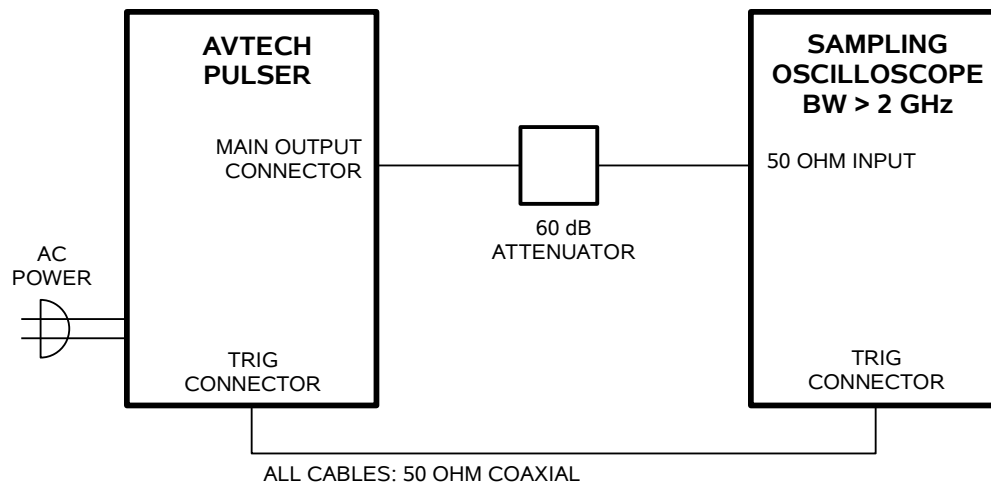 AVTECH
PULSER
MAIN OUTPUT
CONNECTOR
AC
POWER
TRIG
CONNECTOR
60 dB
ATTENUATOR
SAMPLING
OSCILLOSCOPE
BW > 2 GHz
50 OHM INPUT
TRIG
CONNECTOR
ALL CABLES: 50 OHM COAXIAL